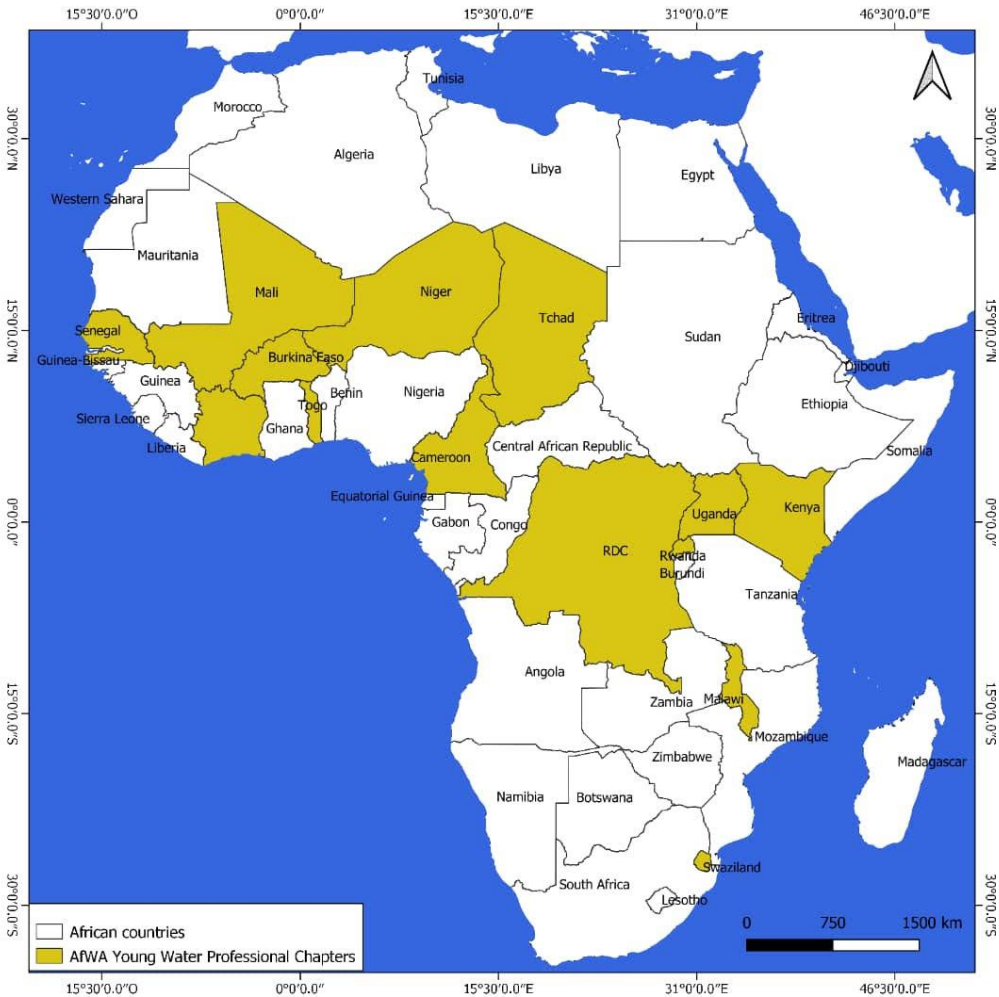 15°30'0.0"O 0°0'0.0" 15°30'0.0"E 31°0'0.0"E 46°30'0.0"E
30°0'0.0"N
15°0'0.0"N
0°0'0.0"
15°0'0.0"S
30°0'0.0"S
Tunisia
Morocco
Algeria
Libya
Egypt
Western Sahara
Mauritania
Mali
Niger
Tchad
Sudan
Eritrea
Senegal
Guinea-Bissau
Burkina Faso
Djibouti
Guinea
Benin
Nigeria
Ethiopia
Togo
Sierra Leone
Ghana
Liberia
Central African Republic
Somalia
Cameroon
Equatorial Guinea
Gabon
Congo
Uganda
Kenya
RDC
Rwanda
Burundi
Tanzania
Angola
Zambia
Malawi
Mozambique
Zimbabwe
Madagascar
Namibia
Botswana
Swaziland
South Africa
Lesotho
0 750 1500 km
African countries
AfWA Young Water Professional Chapters
30°0'0.0"N
15°0'0.0"N
0°0'0.0"
15°0'0.0"S
30°0'0.0"S
15°30'0.0"O 0°0'0.0" 15°30'0.0"E 31°0'0.0"E 46°30'0.0"E